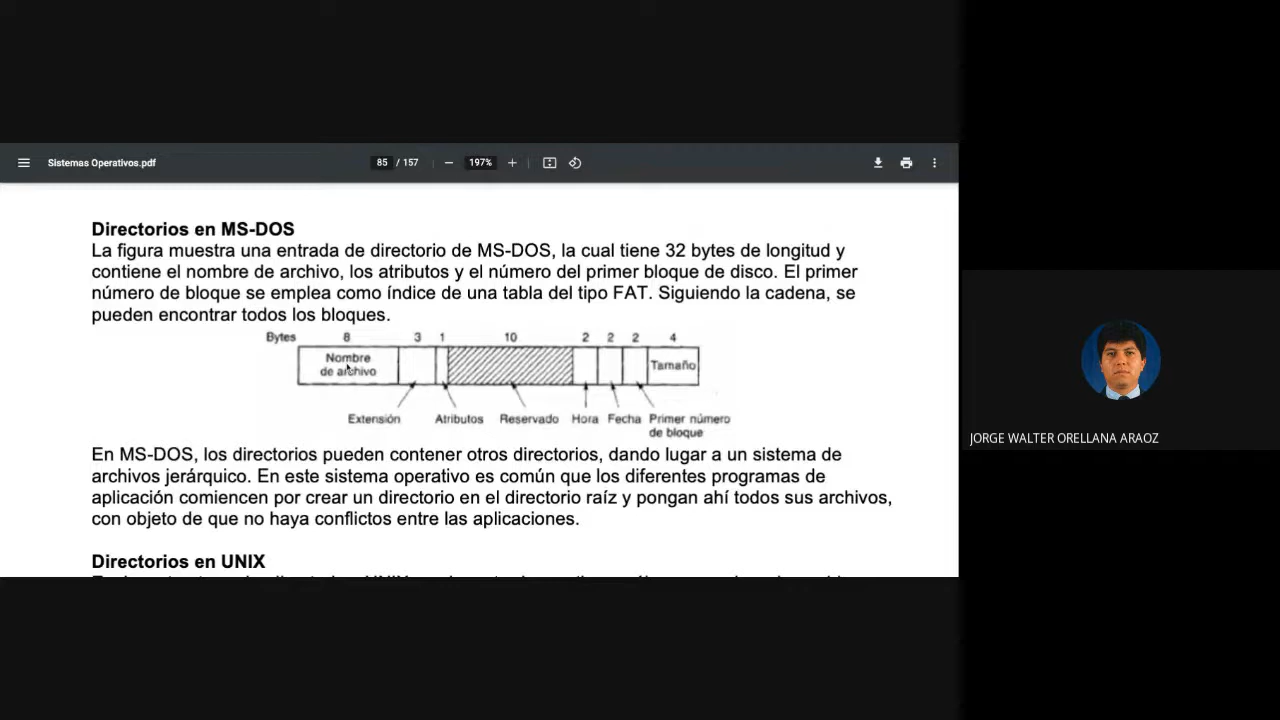 Sistemas Operativos.pdf
85 / 157
197%
Directorios en MS-DOS
La figura muestra una entrada de directorio de MS-DOS, la cual tiene 32 bytes de longitud y
contiene el nombre de archivo, los atributos y el número del primer bloque de disco. El primer
número de bloque se emplea como índice de una tabla del tipo FAT. Siguiendo la cadena, se
pueden encontrar todos los bloques.
Bytes 8 3 1 10 2 2 2 4
Nombre
de archivo
Tamaño
Extensión Atributos Reservado Hora Fecha Primer número
de bloque
En MS-DOS, los directorios pueden contener otros directorios, dando lugar a un sistema de
archivos jerárquico. En este sistema operativo es común que los diferentes programas de
aplicación comiencen por crear un directorio en el directorio raíz y pongan ahí todos sus archivos,
con objeto de que no haya conflictos entre las aplicaciones.
Directorios en UNIX
JORGE WALTER ORELLANA ARAOZ